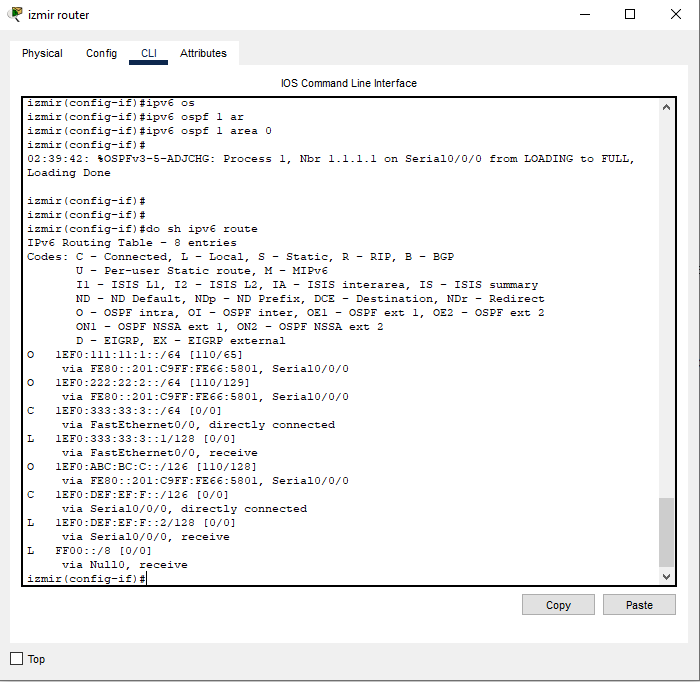 izmir router
Physical Config CLI Attributes
IOS Command Line Interface
izmir(config-if)#ipv6 os
izmir(config-if)#ipv6 ospf 1 ar
izmir(config-if)#ipv6 ospf 1 area 0
izmir(config-if)#
02:39:42: %OSPFv3-5-ADJCHG: Process 1, Nbr 1.1.1.1 on Serial0/0/0 from LOADING to FULL,
Loading Done
izmir(config-if)#
izmir(config-if)#
izmir(config-if)#do sh ipv6 route
IPv6 Routing Table - 8 entries
Codes: C - Connected, L - Local, S - Static, R - RIP, B - BGP
U - Per-user Static route, M - MIPv6
I1 - ISIS L1, I2 - ISIS L2, IA - ISIS interarea, IS - ISIS summary
ND - ND Default, NDp - ND Prefix, DCE - Destination, NDr - Redirect
O - OSPF intra, OI - OSPF inter, OE1 - OSPF ext 1, OE2 - OSPF ext 2
ON1 - OSPF NSSA ext 1, ON2 - OSPF NSSA ext 2
D - EIGRP, EX - EIGRP external
O 1EF0:111:11:1::/64 [110/65]
via FE80::201:C9FF:FE66:5801, Serial0/0/0
O 1EF0:222:22:2::/64 [110/129]
via FE80::201:C9FF:FE66:5801, Serial0/0/0
C 1EF0:333:33:3::/64 [0/0]
via FastEthernet0/0, directly connected
L 1EF0:333:33:3::1/128 [0/0]
via FastEthernet0/0, receive
O 1EF0:ABC:BC:C::/126 [110/128]
via FE80::201:C9FF:FE66:5801, Serial0/0/0
C 1EF0:DEF:EF:F::/126 [0/0]
via Serial0/0/0, directly connected
L 1EF0:DEF:EF:F::2/128 [0/0]
via Serial0/0/0, receive
L FF00::/8 [0/0]
via Null0, receive
izmir(config-if)#
Copy Paste
Top